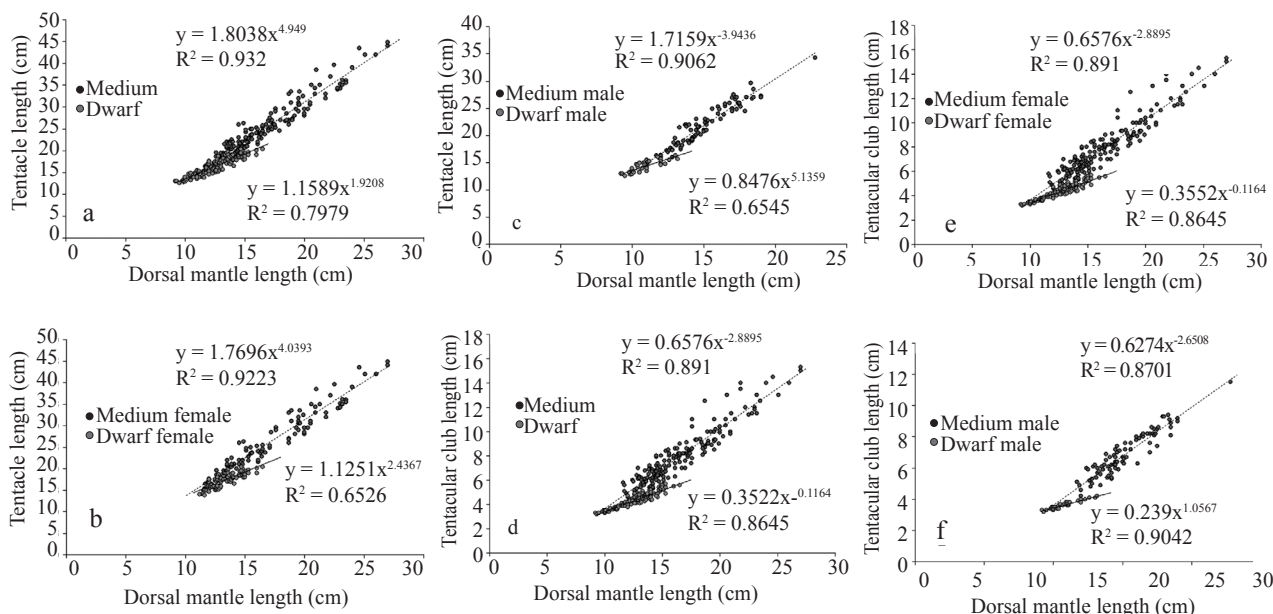 50
45
40
35
30
25
20
15
10
5
0
Tentacle length (cm)
y = 1.8038x^4.949
R² = 0.932
Medium
Dwarf
y = 1.1589x^1.9208
R² = 0.7979
a
0 5 10 15 20 25 30
Dorsal mantle length (cm)
40
35
30
25
20
15
10
5
0
Tentacle length (cm)
y = 1.7159x^-3.9436
R² = 0.9062
Medium male
Dwarf male
y = 0.8476x^5.1359
R² = 0.6545
c
0 5 10 15 20 25
Dorsal mantle length (cm)
18
16
14
12
10
8
6
4
2
0
Tentacular club length (cm)
y = 0.6576x^-2.8895
R² = 0.891
Medium female
Dwarf female
y = 0.3552x^-0.1164
R² = 0.8645
e
0 5 10 15 20 25 30
Dorsal mantle length (cm)
50
45
40
35
30
25
20
15
10
5
0
Tentacle length (cm)
y = 1.7696x^4.0393
R² = 0.9223
Medium female
Dwarf female
y = 1.1251x^2.4367
R² = 0.6526
b
0 5 10 15 20 25 30
Dorsal mantle length (cm)
18
16
14
12
10
8
6
4
2
0
Tentacular club length (cm)
y = 0.6576x^-2.8895
R² = 0.891
Medium
Dwarf
y = 0.3522x-^0.1164
R² = 0.8645
d
0 5 10 15 20 25 30
Dorsal mantle length (cm)
14
12
10
8
6
4
2
0
Tentacular club length (cm)
y = 0.6274x^-2.6508
R² = 0.8701
Medium male
Dwarf male
y = 0.239x^1.0567
R² = 0.9042
f
0 5 10 15 20 25 30
Dorsal mantle length (cm)